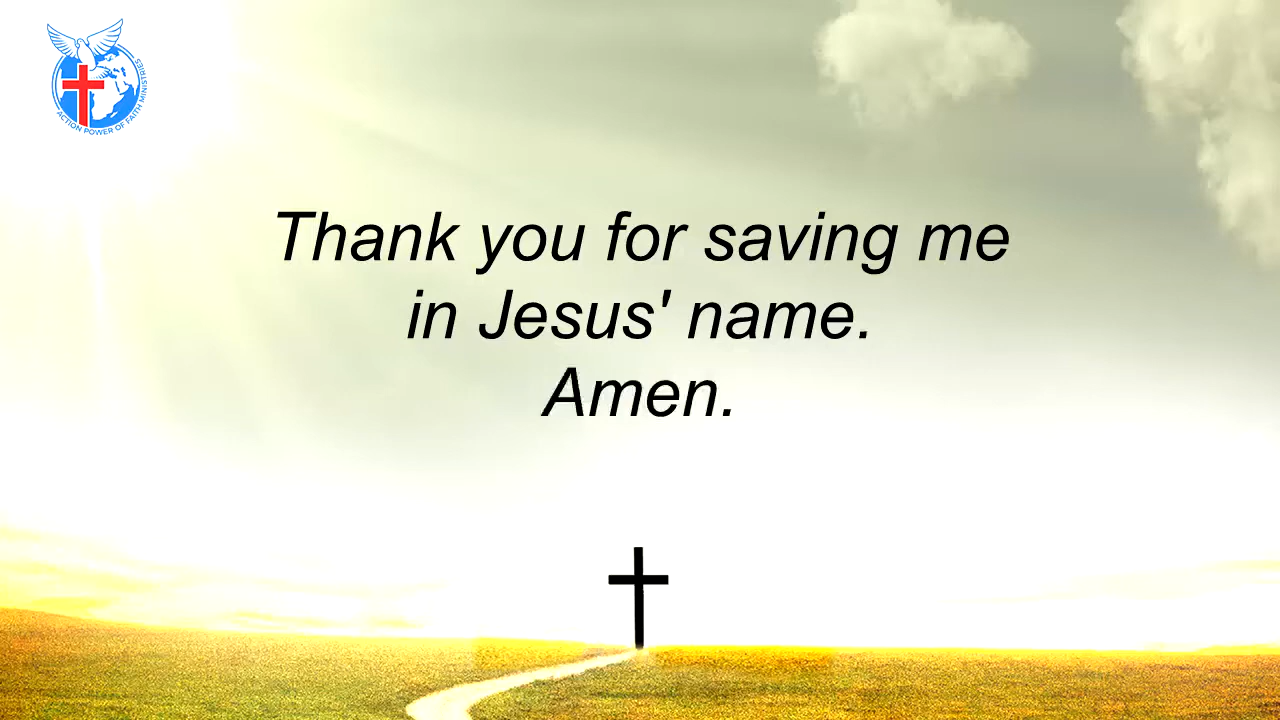 ACTION POWER OF FAITH MINISTRIES
Thank you for saving me
in Jesus' name.
Amen.